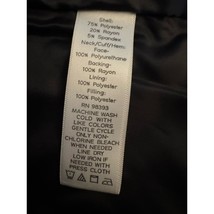 Shell:
75% Polyester
20% Rayon
5% Spandex
Neck/Cuff/Hem:
Face-
100% Polyurethane
Backing:
100% Rayon
Lining:
100% Polyester
Filling:
100% Polyester
RN 96393
MACHINE WASH
COLD WITH
LIKE COLORS
GENTLE CYCLE
ONLY NON-
CHLORINE BLEACH
WHEN NEEDED
LINE DRY
LOW IRON IF
NEEDED WITH
PRESS CLOTH